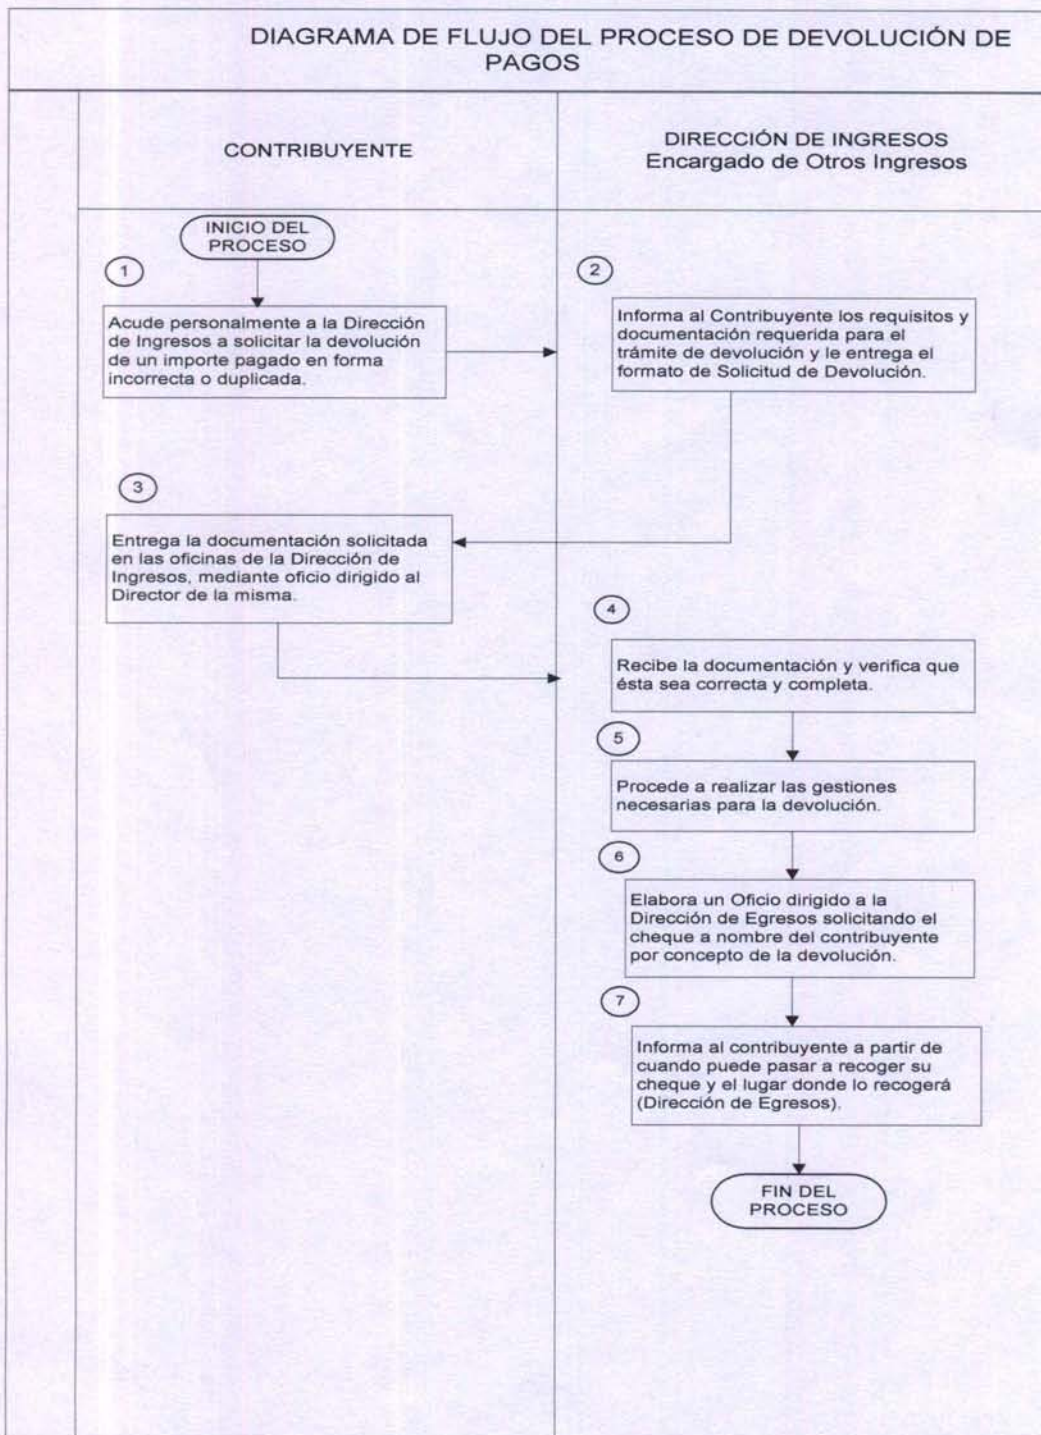 DIAGRAMA DE FLUJO DEL PROCESO DE DEVOLUCIÓN DE
PAGOS
CONTRIBUYENTE
DIRECCIÓN DE INGRESOS
Encargado de Otros Ingresos
INICIO DEL
PROCESO
1
Acude personalmente a la Dirección
de Ingresos a solicitar la devolución
de un importe pagado en forma
incorrecta o duplicada.
2
Informa al Contribuyente los requisitos y
documentación requerida para el
trámite de devolución y le entrega el
formato de Solicitud de Devolución.
3
Entrega la documentación solicitada
en las oficinas de la Dirección de
Ingresos, mediante oficio dirigido al
Director de la misma.
4
Recibe la documentación y verifica que
ésta sea correcta y completa.
5
Procede a realizar las gestiones
necesarias para la devolución.
6
Elabora un Oficio dirigido a la
Dirección de Egresos solicitando el
cheque a nombre del contribuyente
por concepto de la devolución.
7
Informa al contribuyente a partir de
cuando puede pasar a recoger su
cheque y el lugar donde lo recogerá
(Dirección de Egresos).
FIN DEL
PROCESO